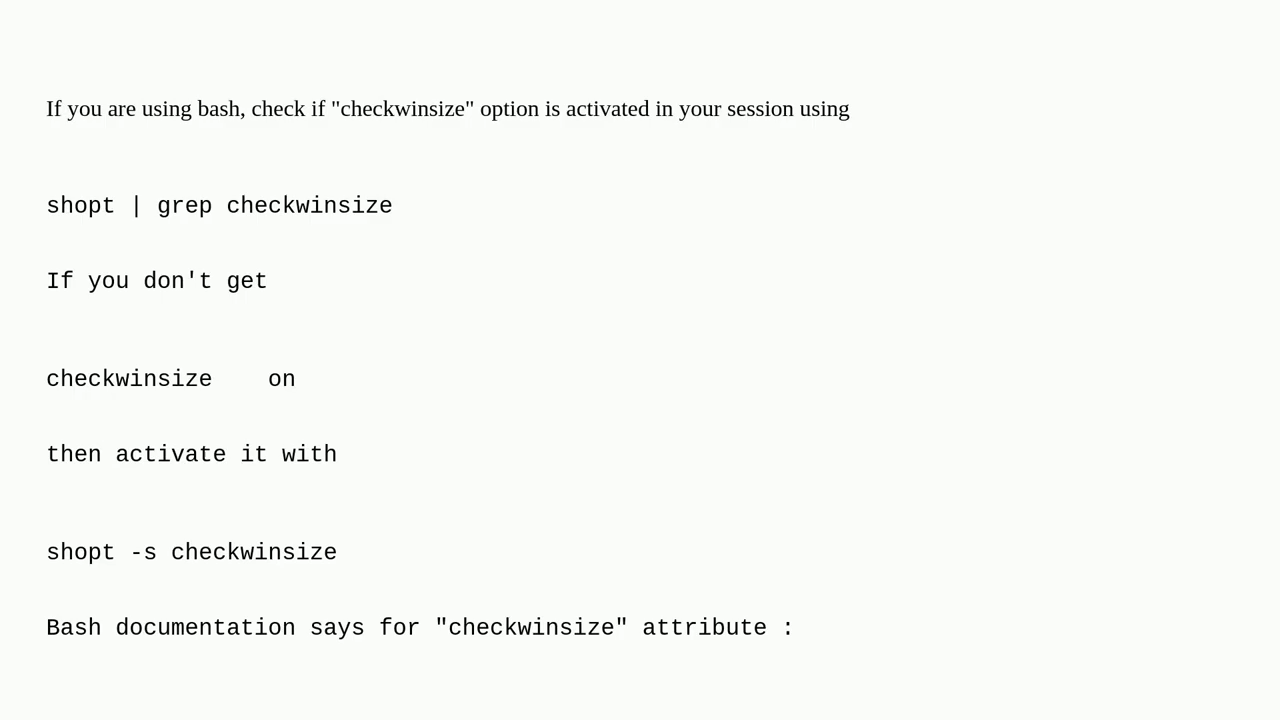 If you are using bash, check if "checkwinsize" option is activated in your session using
shopt | grep checkwinsize
If you don't get
checkwinsize    on
then activate it with
shopt -s checkwinsize
Bash documentation says for "checkwinsize" attribute :